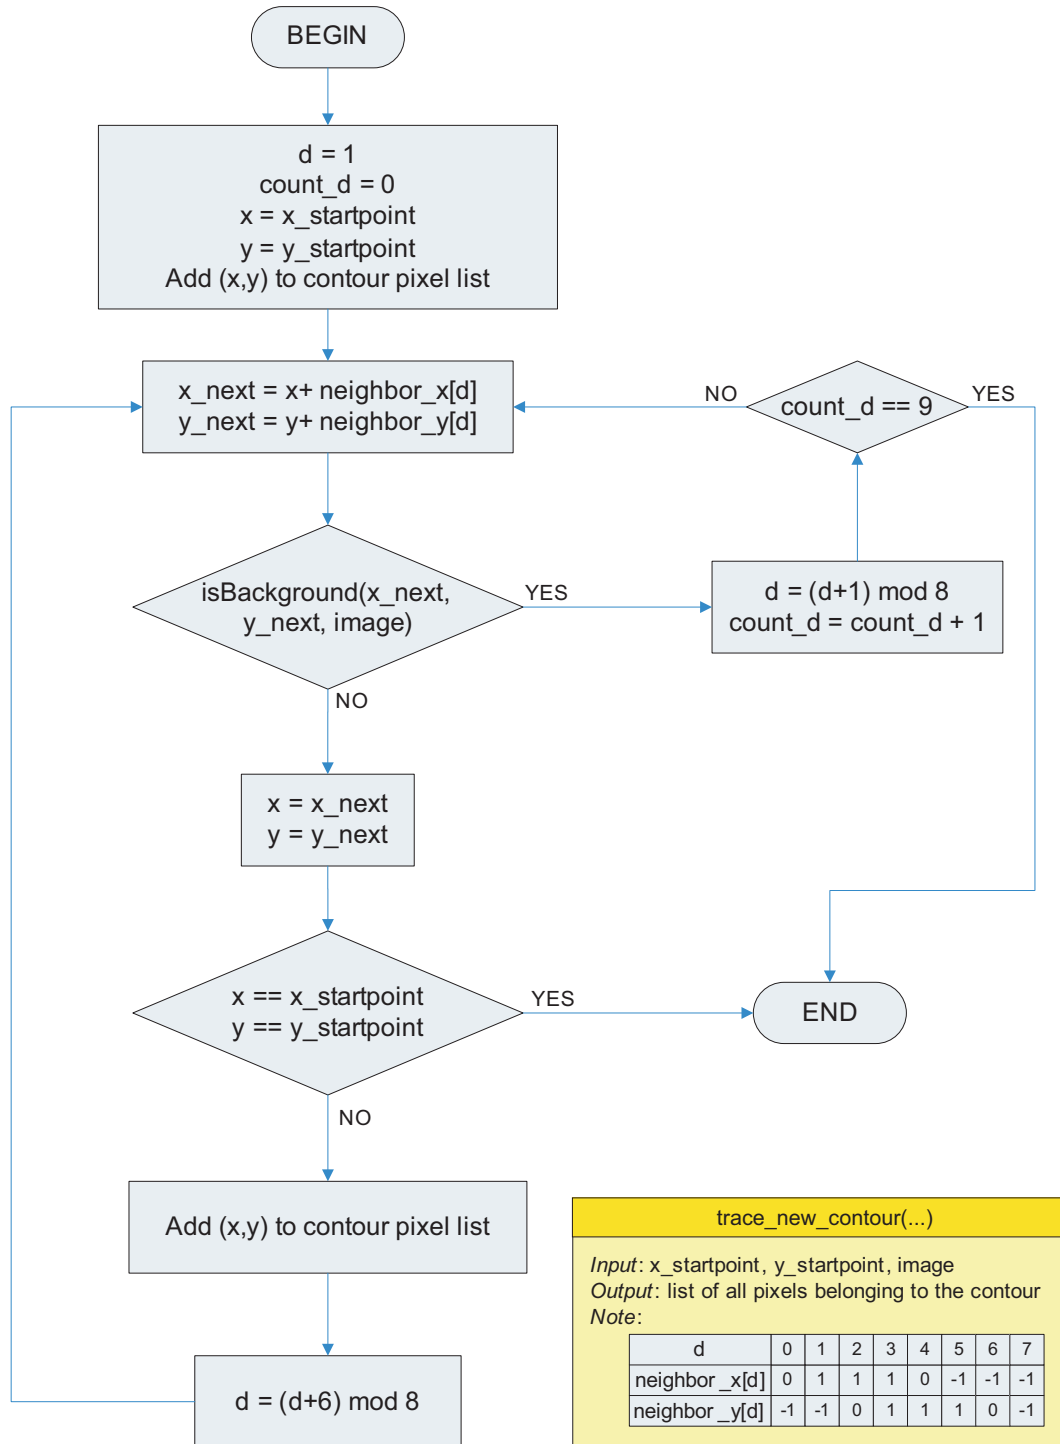 BEGIN
d = 1
count_d = 0
x = x_startpoint
y = y_startpoint
Add (x,y) to contour pixel list
x_next = x+ neighbor_x[d]
y_next = y+ neighbor_y[d]
NO
count_d == 9
YES
isBackground(x_next,
y_next, image)
YES
d = (d+1) mod 8
count_d = count_d + 1
NO
x = x_next
y = y_next
x == x_startpoint
y == y_startpoint
YES
END
NO
Add (x,y) to contour pixel list
d = (d+6) mod 8
trace_new_contour(...)
Input: x_startpoint, y_startpoint, image
Output: list of all pixels belonging to the contour
Note:
d 0 1 2 3 4 5 6 7
neighbor _x[d] 0 1 1 1 0 -1 -1 -1
neighbor _y[d] -1 -1 0 1 1 1 0 -1